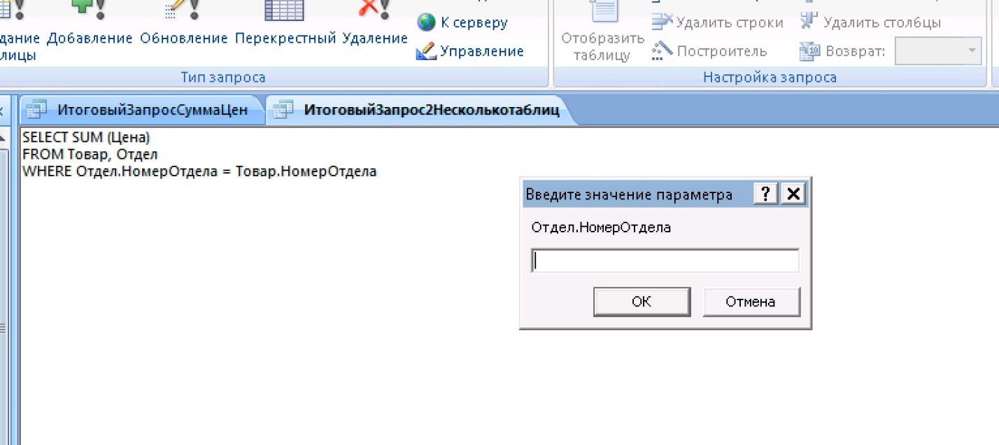 К серверу
Удалить строки
Удалить столбцы
дание
Добавление
Обновление
Перекрестный
Удаление
лицы
Управление
Отобразить
таблицу
Построитель
Возврат:
Тип запроса
Настройка запроса
ИтоговыйЗапросСуммаЦен
ИтоговыйЗапрос2Несколькотаблиц
SELECT SUM (Цена)
FROM Товар, Отдел
WHERE Отдел.НомерОтдела = Товар.НомерОтдела
Введите значение параметра
Отдел.НомерОтдела
ОК
Отмена